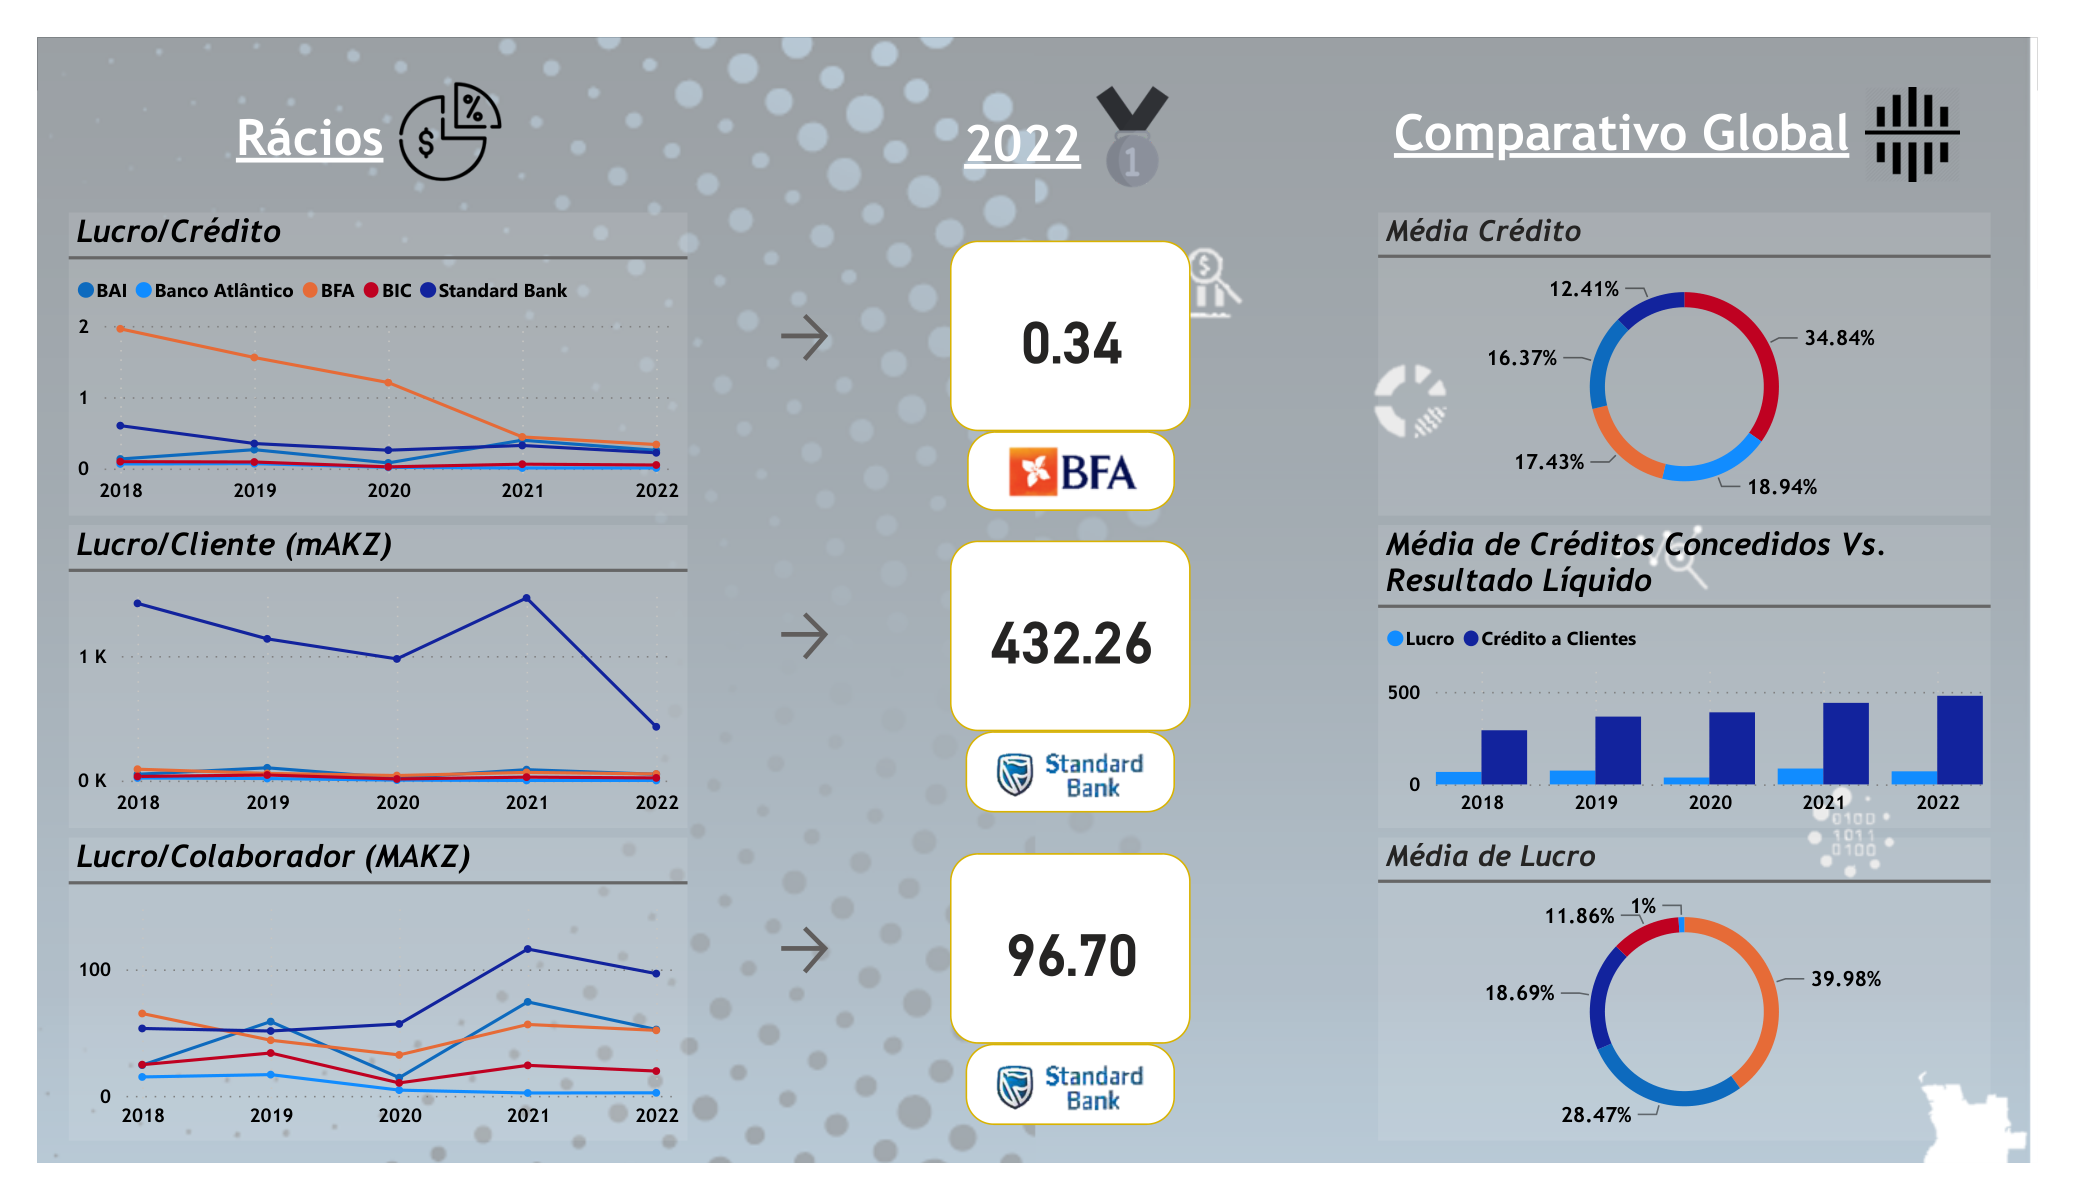 Rácios
$ %
2022
1
Comparativo Global
Lucro/Crédito
BAI Banco Atlântico BFA BIC Standard Bank
2
1
0
2018 2019 2020 2021 2022
0.34
BFA
$
Média Crédito
12.41%
34.84%
16.37%
17.43%
18.94%
Lucro/Cliente (mAKZ)
1 K
0 K
2018 2019 2020 2021 2022
432.26
Standard
Bank
Média de Créditos Concedidos Vs.
Resultado Líquido
Lucro Crédito a Clientes
500
0
2018 2019 2020 2021 2022
0100
1011
0100
Lucro/Colaborador (MAKZ)
100
0
2018 2019 2020 2021 2022
96.70
Standard
Bank
Média de Lucro
1%
11.86%
39.98%
18.69%
28.47%